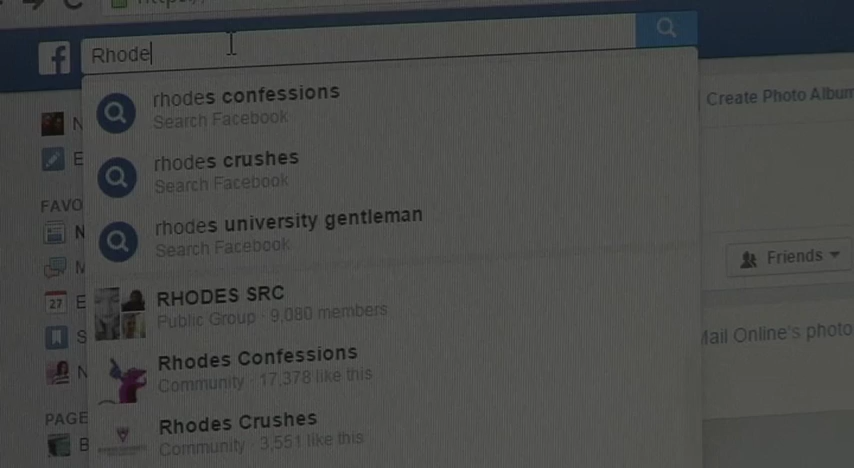 Rhode
rhodes confessions
Search Facebook
rhodes crushes
Search Facebook
rhodes university gentleman
Search Facebook
RHODES SRC
Public Group · 9,080 members
Rhodes Confessions
Community · 17,378 like this
Rhodes Crushes
Community · 3,551 like this
Create Photo Album
Friends
Mail Online's photo
N
E
FAVO
N
M
27 E
S
N
PAGE
B